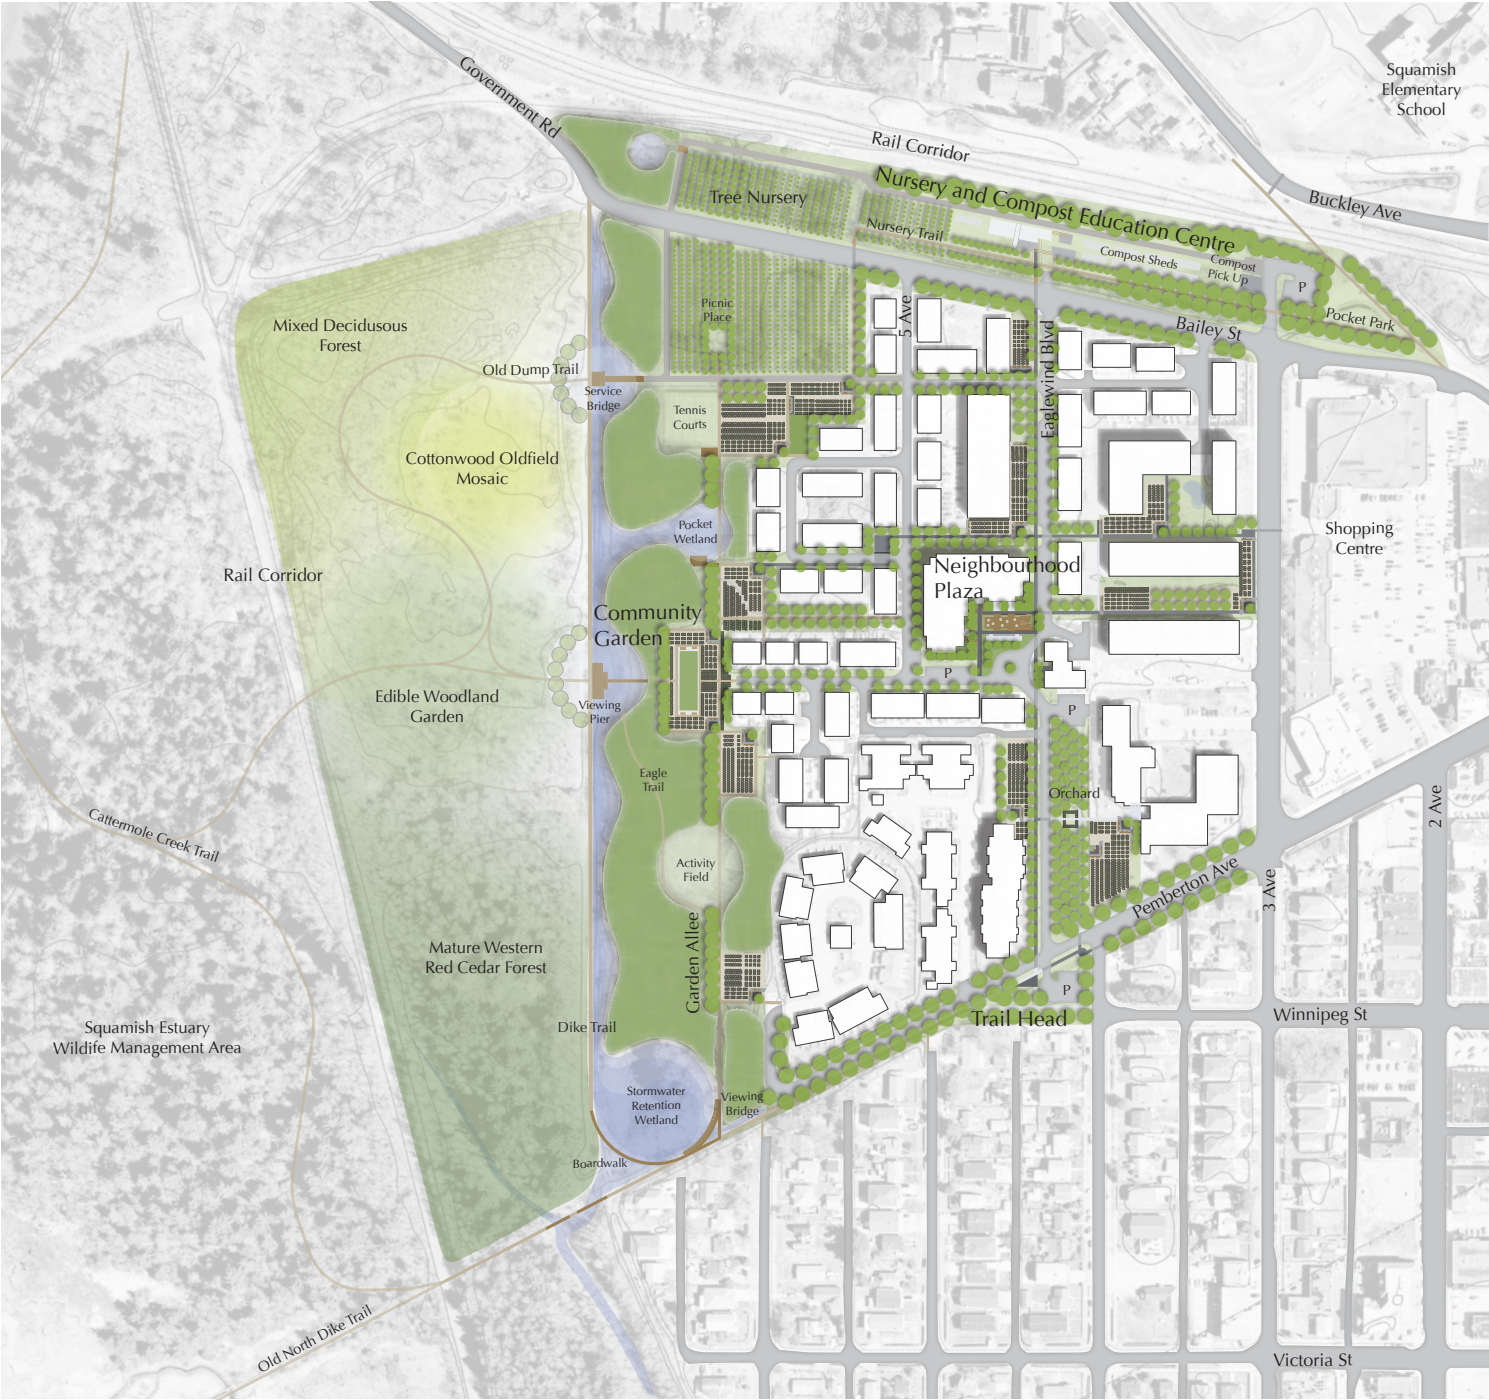 Government Rd
Squamish
Elementary
School
Rail Corridor
Nursery and Compost Education Centre
Buckley Ave
Tree Nursery
Nursery Trail
Compost Sheds
Compost
Pick Up
P
Pocket Park
Bailey St
5 Ave
Eaglewind Blvd
Picnic
Place
Mixed Decidusous
Forest
Old Dump Trail
Service
Bridge
Tennis
Courts
Cottonwood Oldfield
Mosaic
Pocket
Wetland
Shopping
Centre
Rail Corridor
Neighbourhood
Plaza
Community
Garden
P
Edible Woodland
Garden
Viewing
Pier
P
Eagle
Trail
Orchard
2 Ave
Cattermole Creek Trail
Activity
Field
Pemberton Ave
3 Ave
Garden Allee
Mature Western
Red Cedar Forest
P
Trail Head
Winnipeg St
Dike Trail
Squamish Estuary
Wildife Management Area
Stormwater
Retention
Wetland
Viewing
Bridge
Boardwalk
Old North Dike Trail
Victoria St